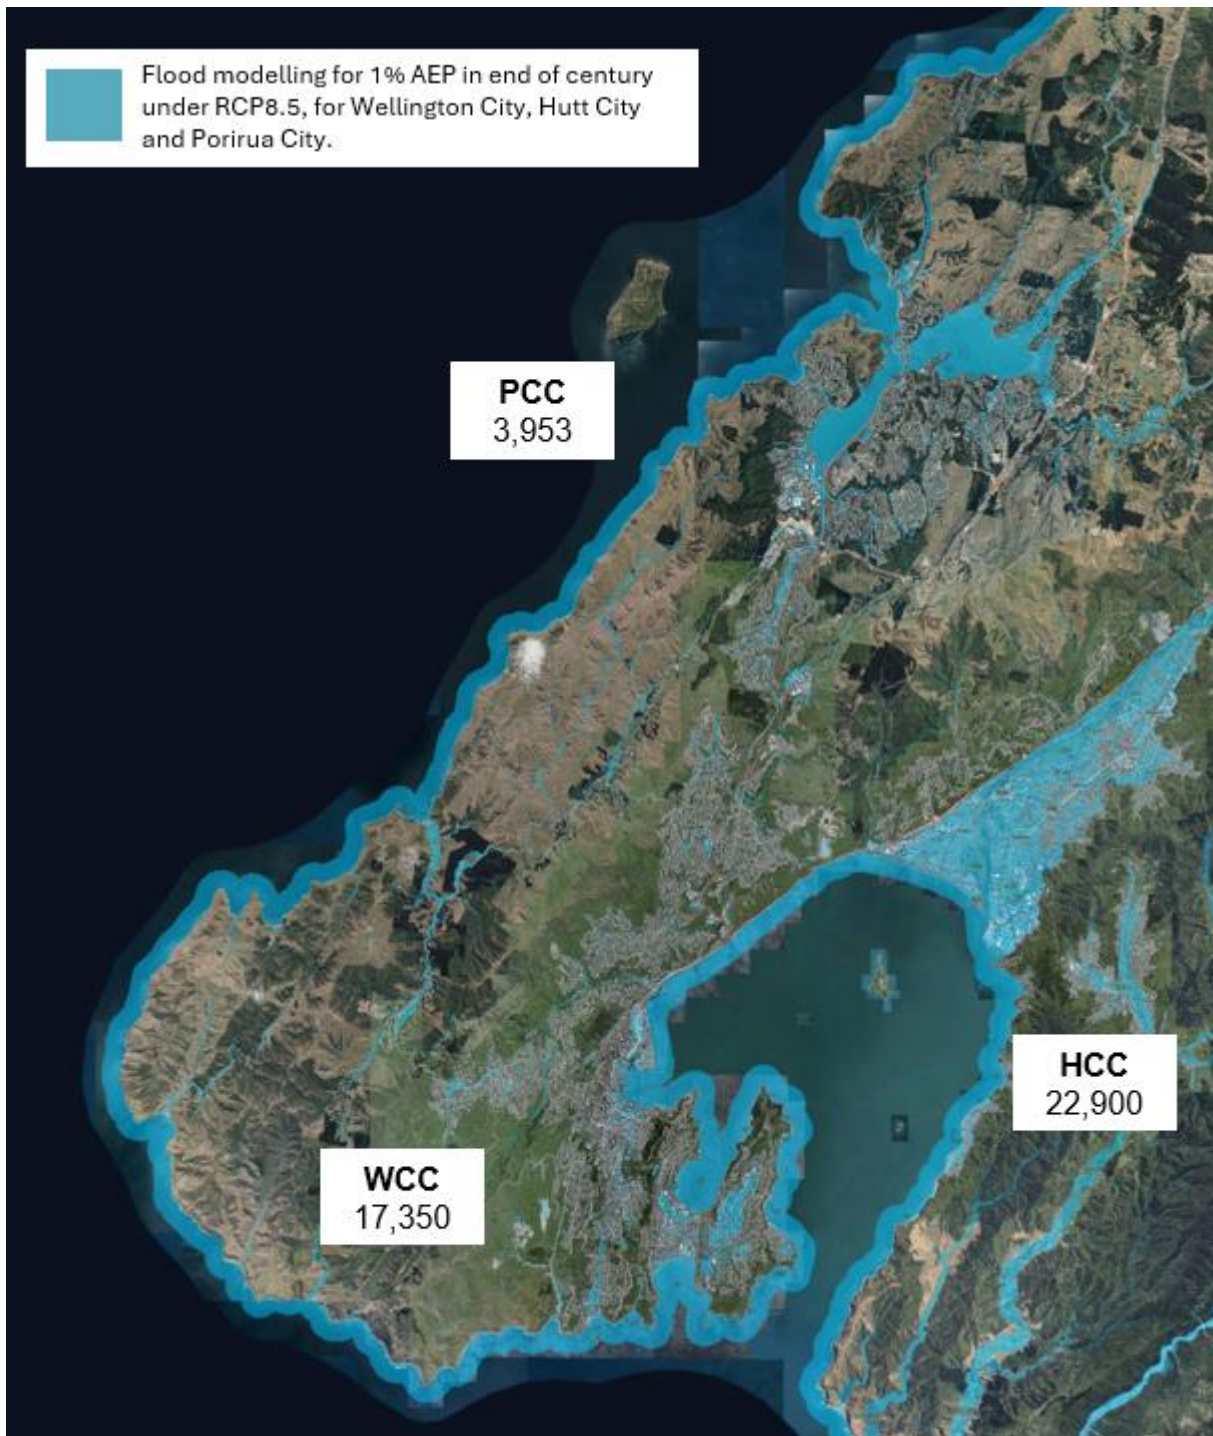 Flood modelling for 1% AEP in end of century
under RCP8.5, for Wellington City, Hutt City
and Porirua City.
PCC
3,953
HCC
22,900
WCC
17,350